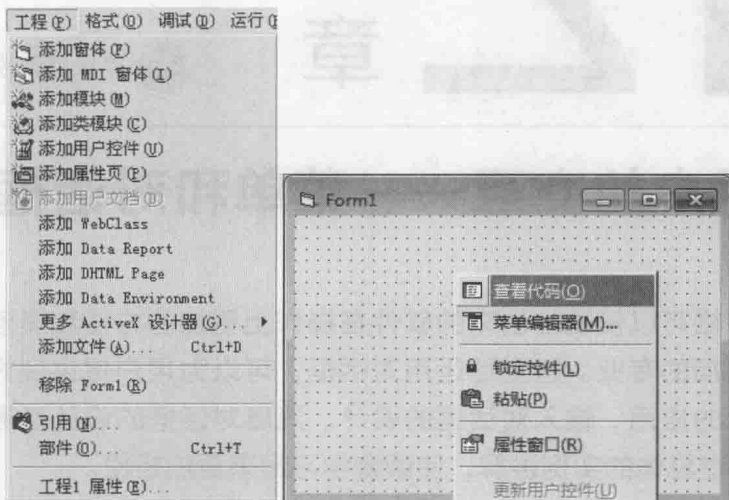 工程(P) 格式(O) 调试(D) 运行(
添加窗体(F)
添加 MDI 窗体(I)
添加模块(M)
添加类模块(C)
添加用户控件(U)
添加属性页(P)
添加用户文档(D)
添加 WebClass
添加 Data Report
添加 DHTML Page
添加 Data Environment
更多 ActiveX 设计器(G)...
添加文件(A)... Ctrl+D
移除 Form1(R)
引用(N)...
部件(O)... Ctrl+T
工程1 属性(E)...
Form1
查看代码(O)
菜单编辑器(M)...
锁定控件(L)
粘贴(P)
属性窗口(R)
更新用户控件(U)